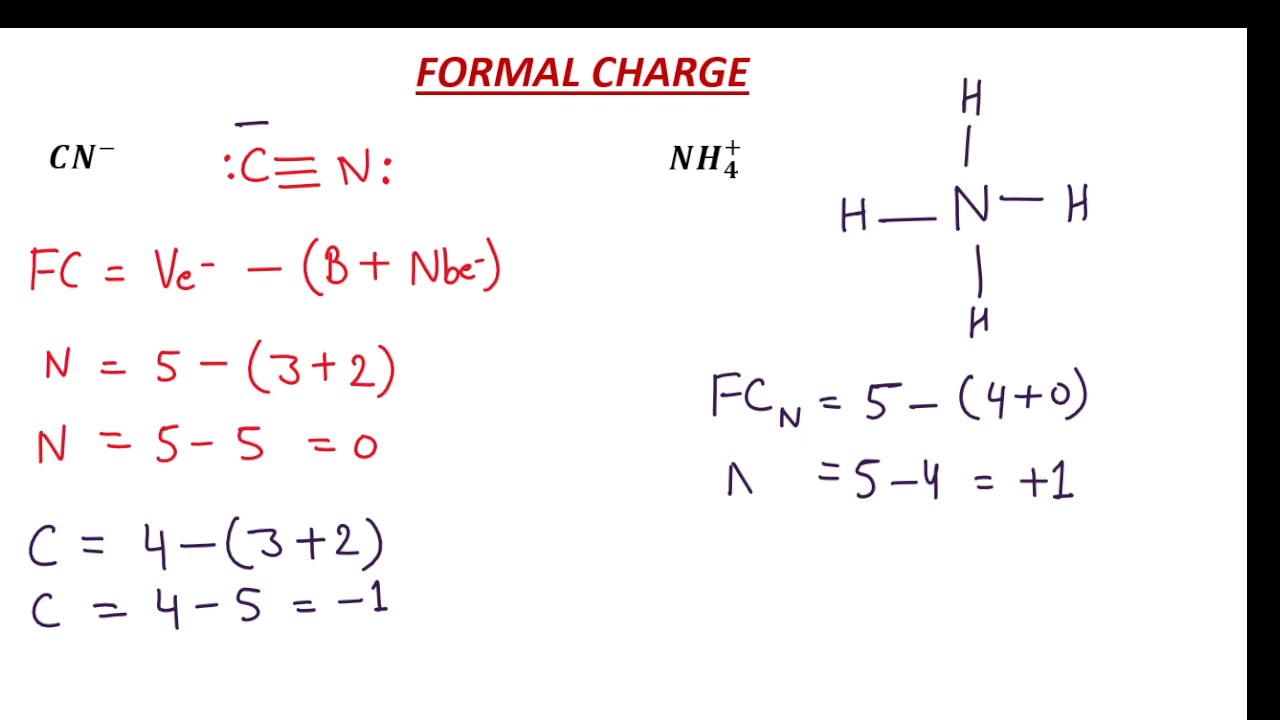 FORMAL CHARGE
CN⁻
:C̅≡N:
FC = Ve⁻ − (B + Nbe⁻)
N = 5 − (3+2)
N = 5 − 5 = 0
C = 4 − (3+2)
C = 4 − 5 = −1
NH₄⁺
H
H — N — H
H
FC_N = 5 − (4+0)
= 5 − 4 = +1